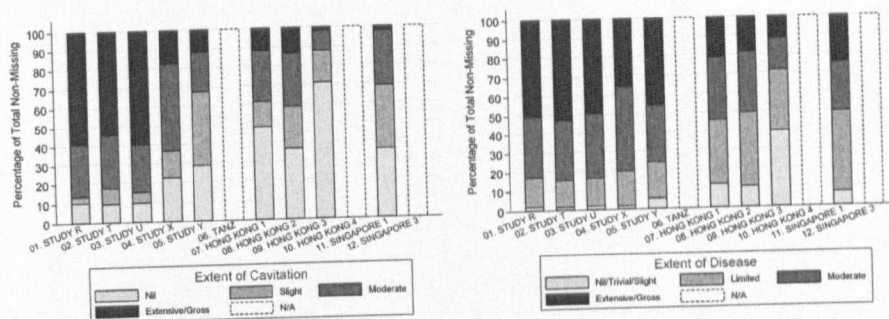 Percentage of Total Non-Missing
100
90
80
70
60
50
40
30
20
10
0
01. STUDY R
02. STUDY T
03. STUDY U
04. STUDY X
05. STUDY Y
06. TANZ
07. HONG KONG 1
08. HONG KONG 2
09. HONG KONG 3
10. HONG KONG 4
11. SINGAPORE 1
12. SINGAPORE 3
Extent of Cavitation
Nil Slight Moderate
Extensive/Gross N/A
Percentage of Total Non-Missing
100
90
80
70
60
50
40
30
20
10
0
01. STUDY R
02. STUDY T
03. STUDY U
04. STUDY X
05. STUDY Y
06. TANZ
07. HONG KONG 1
08. HONG KONG 2
09. HONG KONG 3
10. HONG KONG 4
11. SINGAPORE 1
12. SINGAPORE 3
Extent of Disease
Nil/Trivial/Slight Limited Moderate
Extensive/Gross N/A